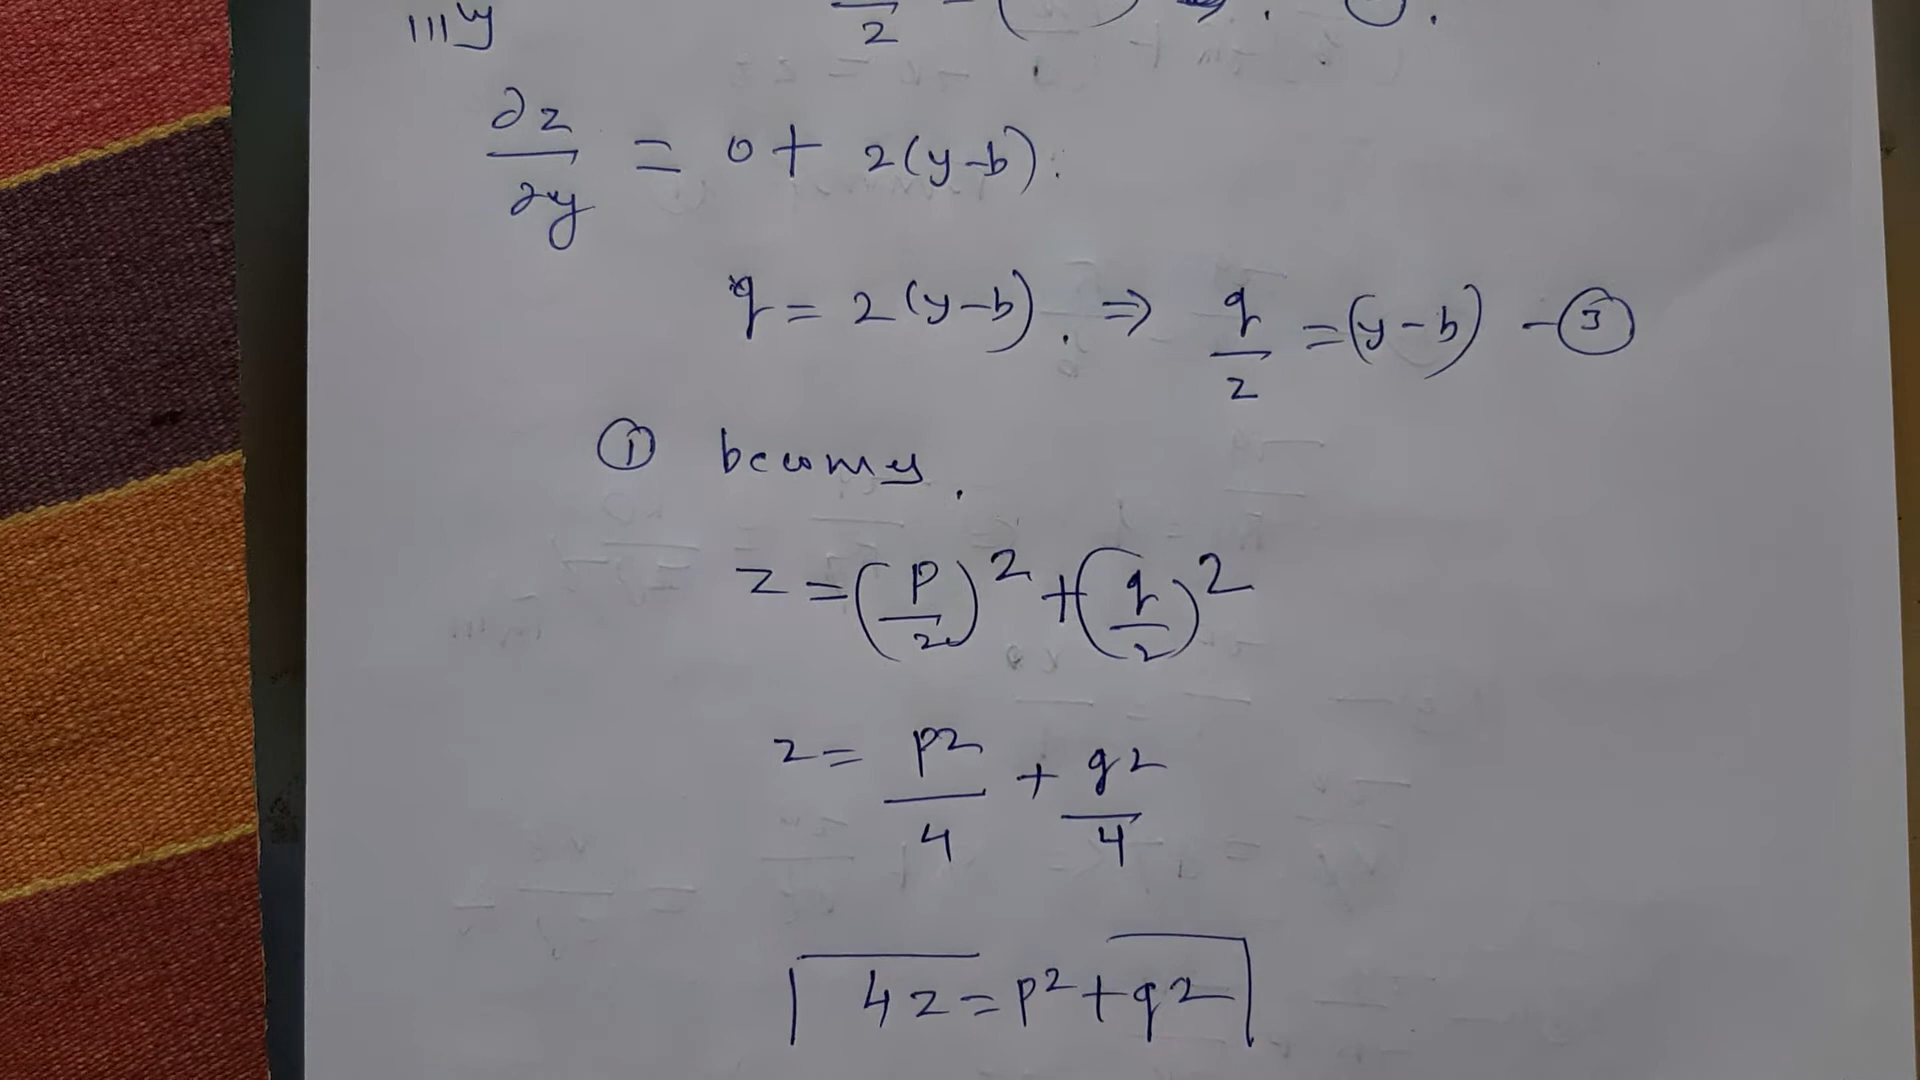 IIIly
2
∂z/∂y = 0 + 2(y-b).
q = 2(y-b). ⇒ q/2 = (y-b) - ③
① becomes.
z = (p/2)² + (q/2)²
z = p²/4 + q²/4
4z = p² + q²